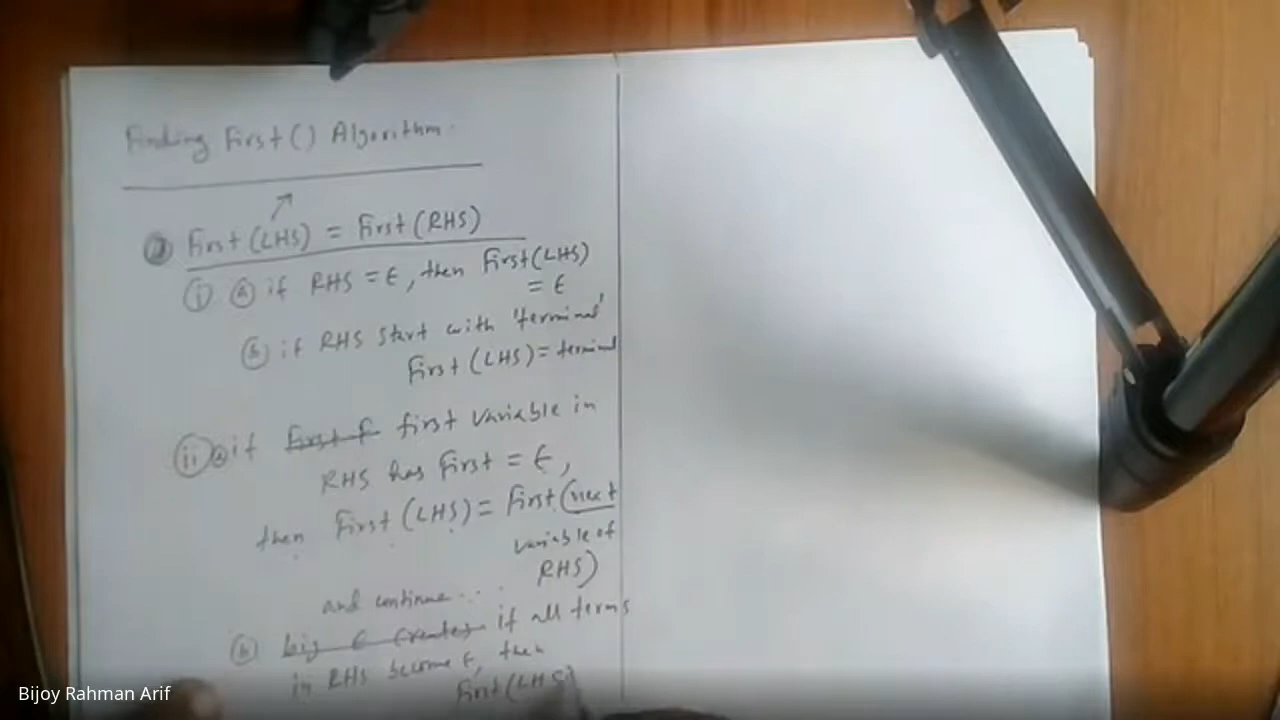 Finding First() Algorithm.
First (LHS) = First (RHS)
(i) (a) if RHS = ε, then First(LHS)
= ε
(b) if RHS start with 'terminal'
First (LHS) = terminal
(ii) (a) if first variable in
RHS has First = ε,
then First (LHS) = First (next
variable of
RHS)
and continue...
(b) if all terms
in RHS become ε, then
First (LHS)
Bijoy Rahman Arif